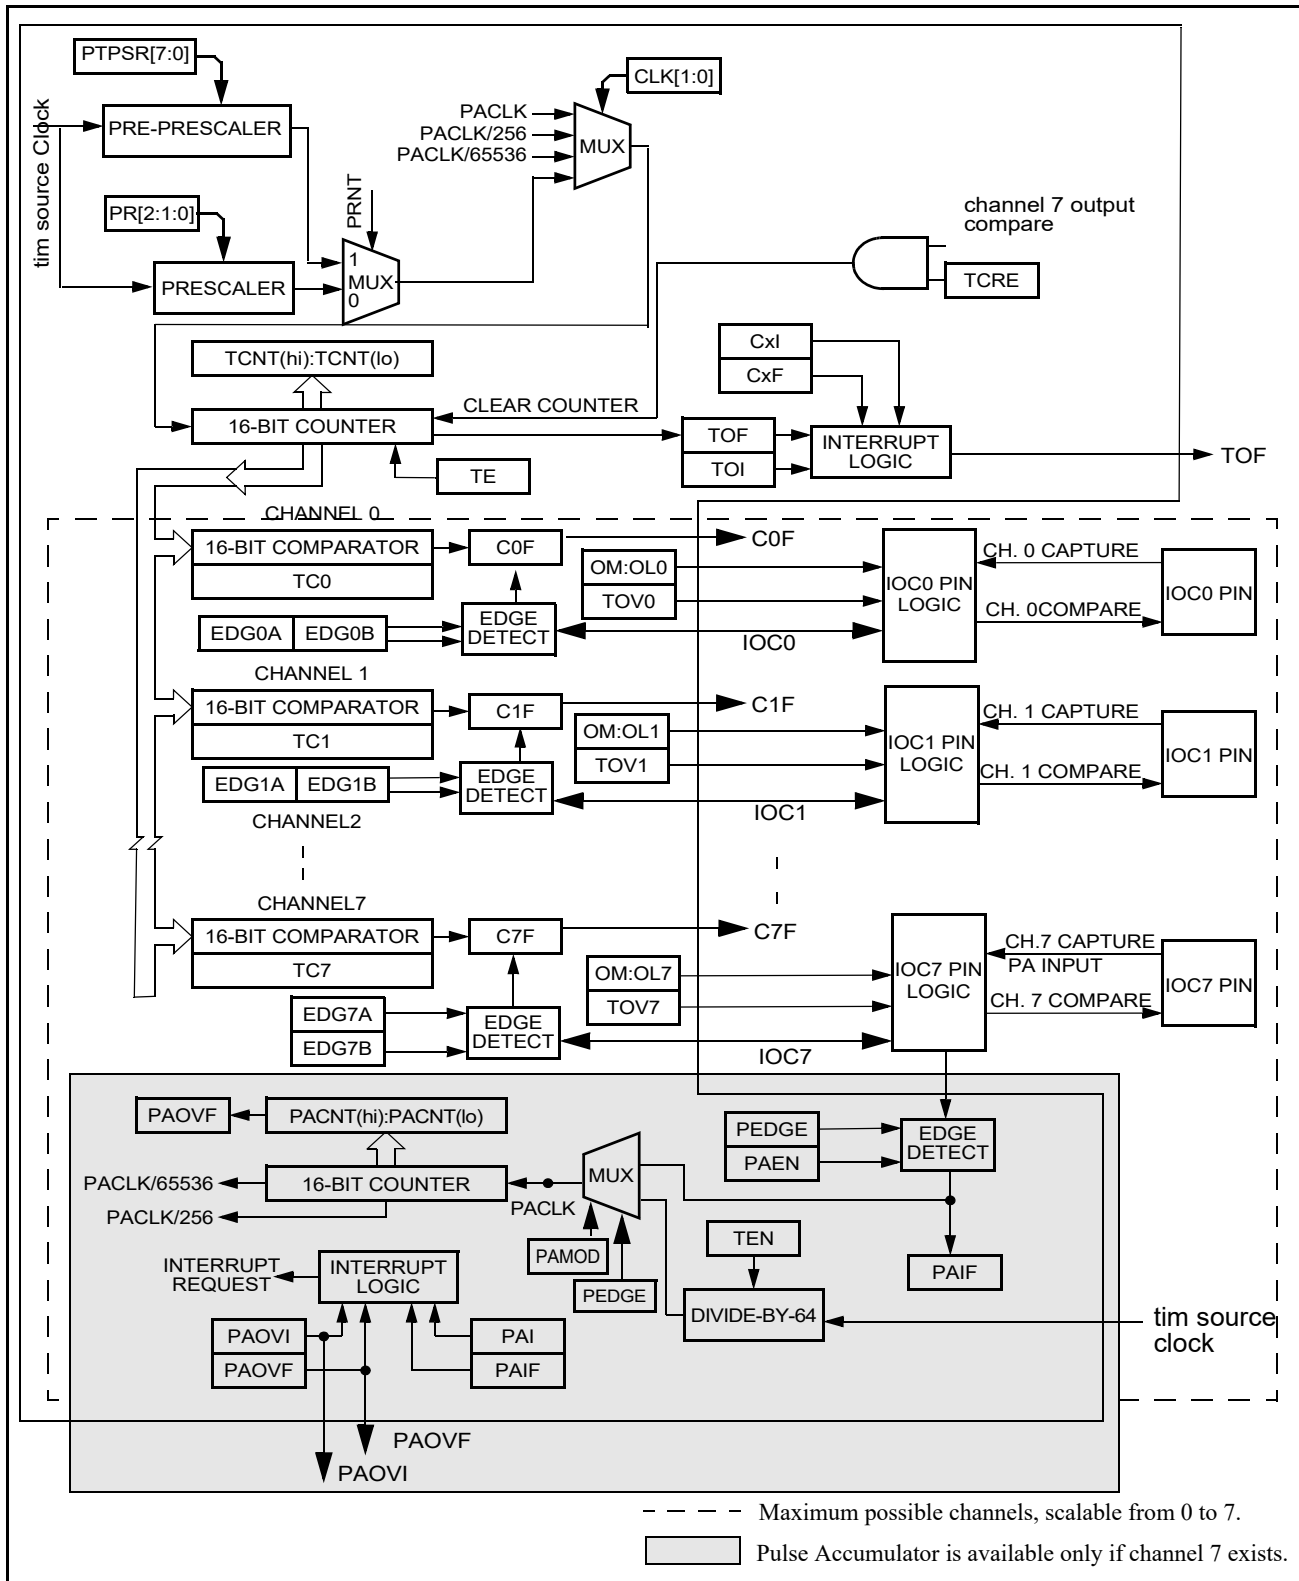 PTPSR[7:0]
CLK[1:0]
tim source Clock
PRE-PRESCALER
PACLK
PACLK/256
PACLK/65536
MUX
PR[2:1:0]
PRNT
channel 7 output
compare
PRESCALER
1
MUX
0
TCRE
TCNT(hi):TCNT(lo)
CxI
CxF
CLEAR COUNTER
16-BIT COUNTER
TOF
TOI
INTERRUPT
LOGIC
TOF
TE
CHANNEL 0
16-BIT COMPARATOR
TC0
C0F
C0F
OM:OL0
TOV0
EDG0A
EDG0B
EDGE
DETECT
IOC0
IOC0 PIN
LOGIC
CH. 0 CAPTURE
CH. 0COMPARE
IOC0 PIN
CHANNEL 1
16-BIT COMPARATOR
TC1
C1F
C1F
OM:OL1
TOV1
EDG1A
EDG1B
EDGE
DETECT
IOC1
IOC1 PIN
LOGIC
CH. 1 CAPTURE
CH. 1 COMPARE
IOC1 PIN
CHANNEL2
CHANNEL7
16-BIT COMPARATOR
TC7
C7F
C7F
OM:OL7
TOV7
EDG7A
EDG7B
EDGE
DETECT
IOC7
IOC7 PIN
LOGIC
CH.7 CAPTURE
PA INPUT
CH. 7 COMPARE
IOC7 PIN
PAOVF
PACNT(hi):PACNT(lo)
PEDGE
PAEN
EDGE
DETECT
MUX
PACLK/65536
16-BIT COUNTER
PACLK
PACLK/256
TEN
PAMOD
INTERRUPT
REQUEST
INTERRUPT
LOGIC
PEDGE
PAIF
DIVIDE-BY-64
tim source
clock
PAOVI
PAOVF
PAI
PAIF
PAOVF
PAOVI
Maximum possible channels, scalable from 0 to 7.
Pulse Accumulator is available only if channel 7 exists.